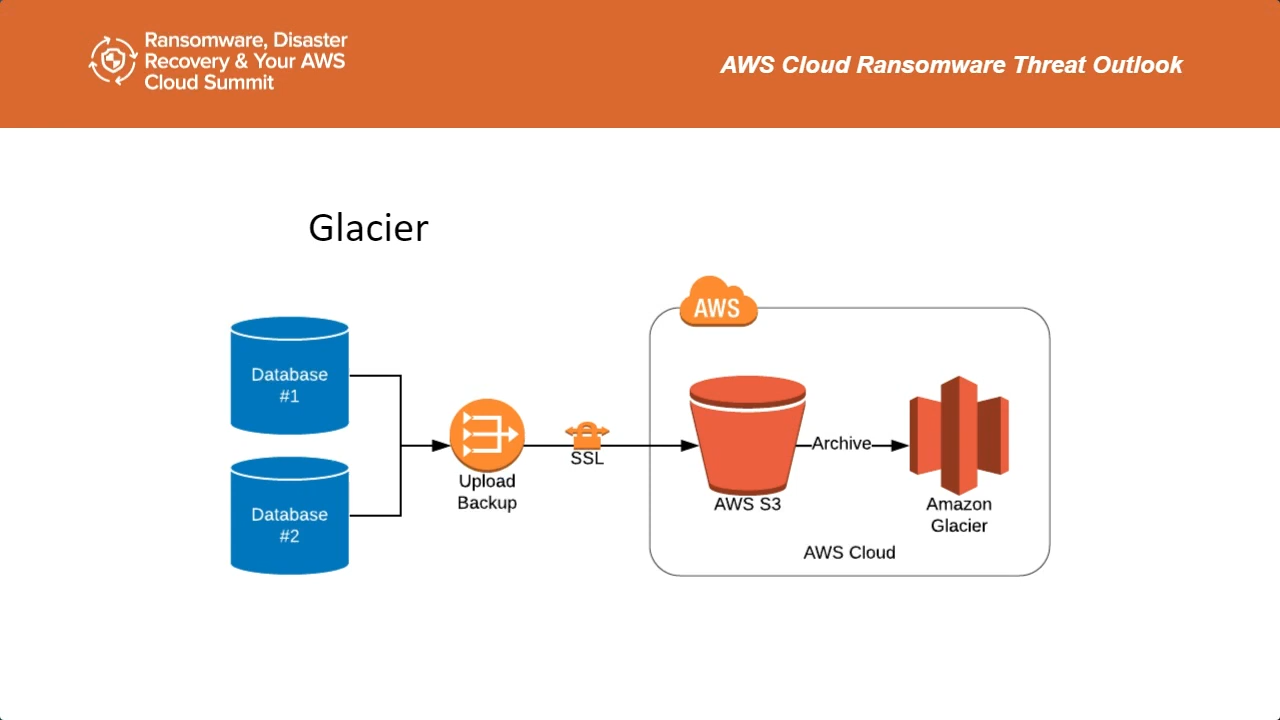 Ransomware, Disaster
Recovery & Your AWS
Cloud Summit
AWS Cloud Ransomware Threat Outlook
Glacier
AWS
Database
#1
Database
#2
Upload
Backup
SSL
AWS S3
Archive
Amazon
Glacier
AWS Cloud